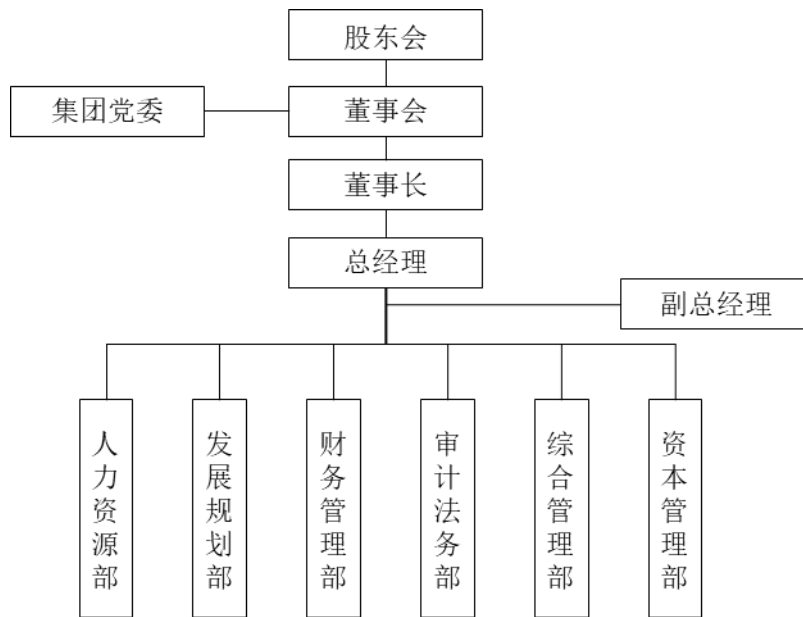 股东会
集团党委
董事会
董事长
总经理
副总经理
人力资源部
发展规划部
财务管理部
审计法务部
综合管理部
资本管理部